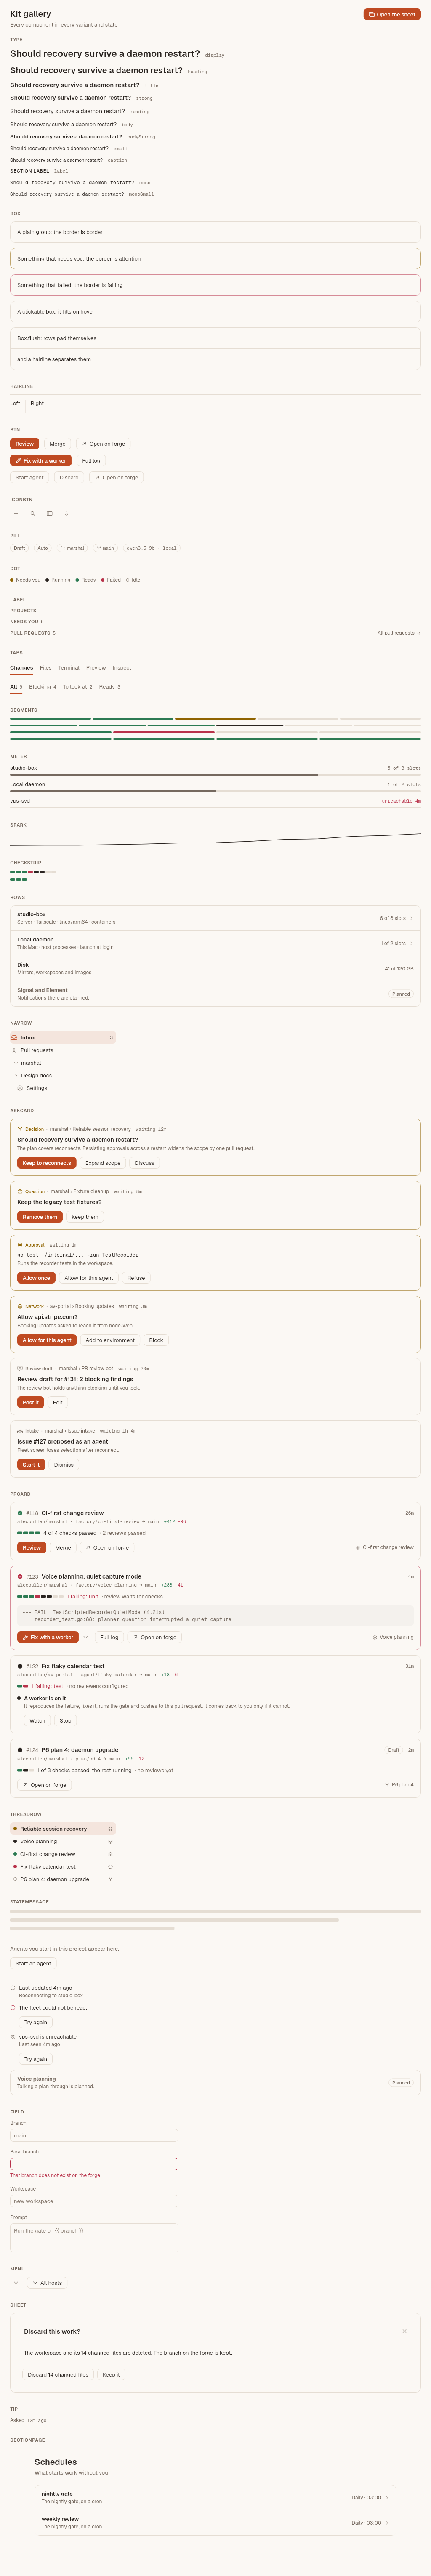 Kit gallery
Every component in every variant and state
Open the sheet
TYPE
Should recovery survive a daemon restart? display
Should recovery survive a daemon restart? heading
Should recovery survive a daemon restart? title
Should recovery survive a daemon restart? strong
Should recovery survive a daemon restart? reading
Should recovery survive a daemon restart? body
Should recovery survive a daemon restart? bodyStrong
Should recovery survive a daemon restart? small
Should recovery survive a daemon restart? caption
SECTION LABEL label
Should recovery survive a daemon restart? mono
Should recovery survive a daemon restart? monoSmall
BOX
A plain group: the border is border
Something that needs you: the border is attention
Something that failed: the border is failing
A clickable box: it fills on hover
Box.flush: rows pad themselves
and a hairline separates them
HAIRLINE
Left Right
BTN
Review Merge Open on forge
Fix with a worker Full log
Start agent Discard Open on forge
ICONBTN
PILL
Draft Auto marshal main qwen3.5-9b · local
DOT
Needs you Running Ready Failed Idle
LABEL
PROJECTS
NEEDS YOU 6
PULL REQUESTS 5 All pull requests →
TABS
Changes Files Terminal Preview Inspect
All 9 Blocking 4 To look at 2 Ready 3
SEGMENTS
METER
studio-box 6 of 8 slots
Local daemon 1 of 2 slots
vps-syd unreachable 4m
SPARK
CHECKSTRIP
ROWS
studio-box
Server · Tailscale · linux/arm64 · containers
6 of 8 slots
Local daemon
This Mac · host processes · launch at login
1 of 2 slots
Disk
Mirrors, workspaces and images
41 of 120 GB
Signal and Element
Notifications there are planned.
Planned
NAVROW
Inbox 3
Pull requests
marshal
Design docs
Settings
ASKCARD
Decision · marshal › Reliable session recovery waiting 12m
Should recovery survive a daemon restart?
The plan covers reconnects. Persisting approvals across a restart widens the scope by one pull request.
Keep to reconnects Expand scope Discuss
Question · marshal › Fixture cleanup waiting 8m
Keep the legacy test fixtures?
Remove them Keep them
Approval waiting 2m
go test ./internal/... -run TestRecorder
Runs the recorder tests in the workspace.
Allow once Allow for this agent Refuse
Network · av-portal › Booking updates waiting 3m
Allow api.stripe.com?
Booking updates asked to reach it from node-web.
Allow for this agent Add to environment Block
Review draft · marshal › PR review bot waiting 20m
Review draft for #131: 2 blocking findings
The review bot holds anything blocking until you look.
Post it Edit
Intake · marshal › Issue intake waiting 1h 4m
Issue #127 proposed as an agent
Fleet screen loses selection after reconnect.
Start it Dismiss
PRCARD
#118 CI-first change review 20m
alexpullen/marshal · factory/ci-first-review → main +412 −96
4 of 4 checks passed · 2 reviews passed
Review Merge Open on forge CI-first change review
#123 Voice planning: quiet capture mode 4m
alexpullen/marshal · factory/voice-planning → main +288 −41
1 failing: unit · review waits for checks
--- FAIL: TestScriptedRecorderQuietMode (4.21s)
recorder_test.go:88: planner question interrupted a quiet capture
Fix with a worker Full log Open on forge Voice planning
#122 Fix flaky calendar test 31m
alexpullen/av-portal · agent/flaky-calendar → main +18 −6
1 failing: test · no reviewers configured
A worker is on it
It reproduces the failure, fixes it, runs the gate and pushes to this pull request. It comes back to you only if it cannot.
Watch Stop
#124 P6 plan 4: daemon upgrade Draft 2m
alexpullen/marshal · plan/p6-4 → main +96 −12
1 of 3 checks passed, the rest running · no reviews yet
Open on forge P6 plan 4
THREADROW
Reliable session recovery
Voice planning
CI-first change review
Fix flaky calendar test
P6 plan 4: daemon upgrade
STATEMESSAGE
Agents you start in this project appear here.
Start an agent
Last updated 4m ago
Reconnecting to studio-box
The fleet could not be read.
Try again
vps-syd is unreachable
Last seen 4m ago
Try again
Voice planning
Talking a plan through is planned.
Planned
FIELD
Branch
main
Base branch
That branch does not exist on the forge
Workspace
new workspace
Prompt
Run the gate on {{ branch }}
MENU
All hosts
SHEET
Discard this work?
The workspace and its 14 changed files are deleted. The branch on the forge is kept.
Discard 14 changed files Keep it
TIP
Asked 12m ago
SECTIONPAGE
Schedules
What starts work without you
nightly gate
The nightly gate, on a cron
Daily · 03:00
weekly review
The nightly gate, on a cron
Daily · 03:00